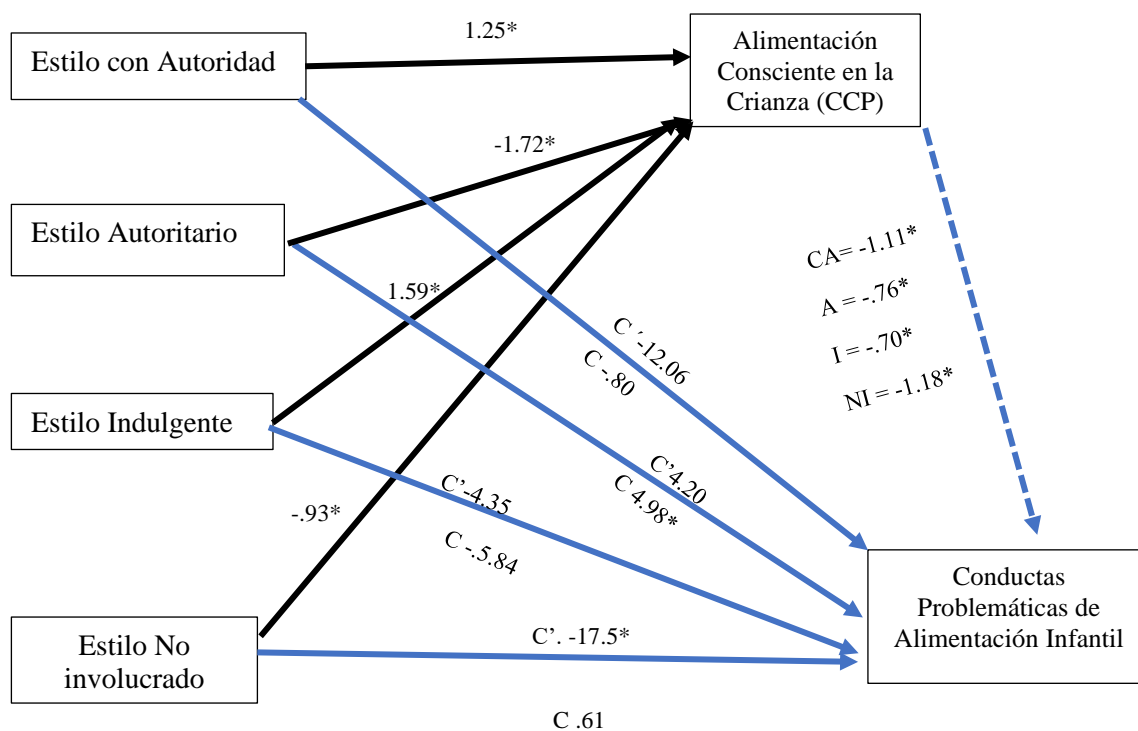 1.25*
Estilo con Autoridad
Alimentación
Consciente en la
Crianza (CCP)
-1.72*
Estilo Autoritario
CA= -1.11*
A = -.76*
I = -.70*
NI = -1.18*
1.59*
C ´-12.06
C -.80
Estilo Indulgente
C’4.20
C 4.98*
C’-4.35
C -.5.84
-.93*
Conductas
Problemáticas de
Alimentación Infantil
Estilo No
involucrado
C’. -17.5*
C .61